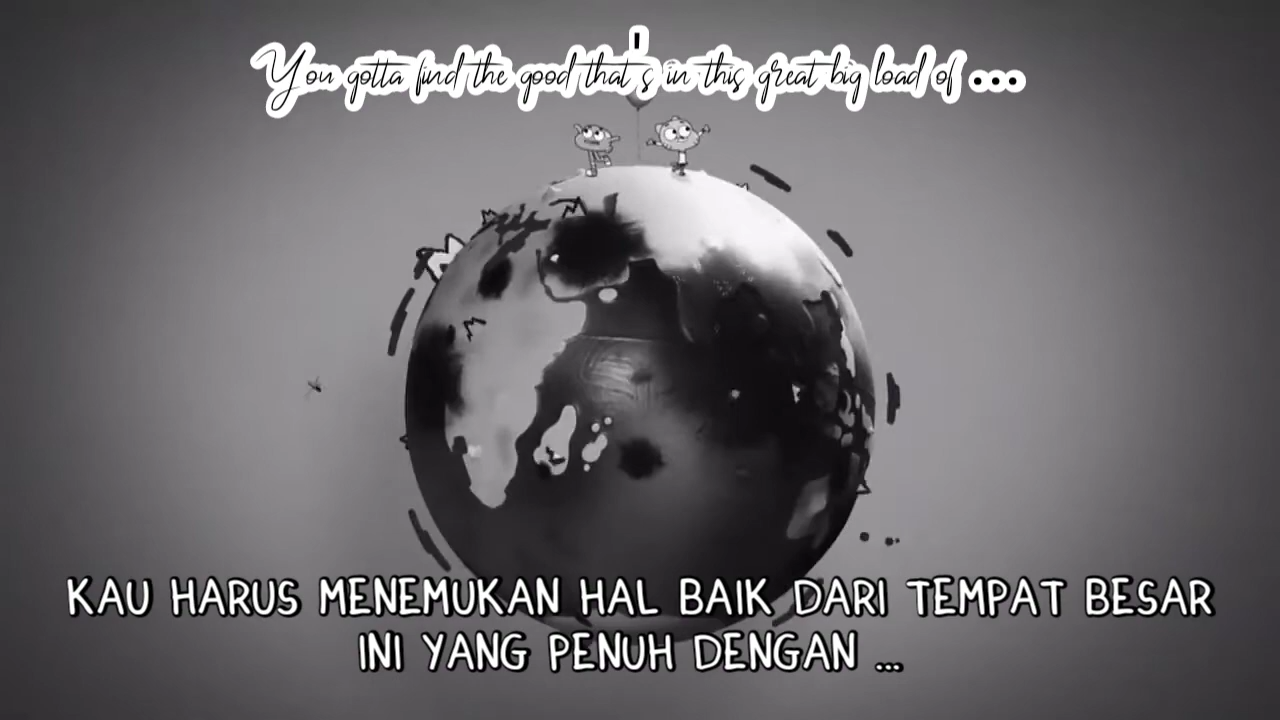 You gotta find the good that's in this great big load of ...
KAU HARUS MENEMUKAN HAL BAIK DARI TEMPAT BESAR
INI YANG PENUH DENGAN ...